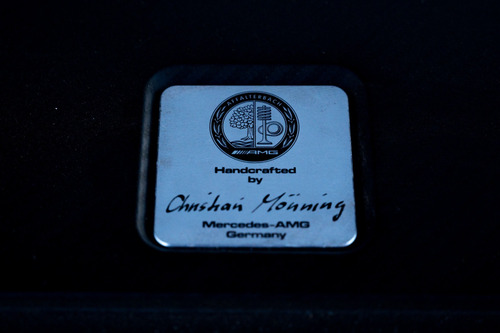 AFFALTERBACH
AMG
Handcrafted
by
Christian Mönning
Mercedes-AMG
Germany